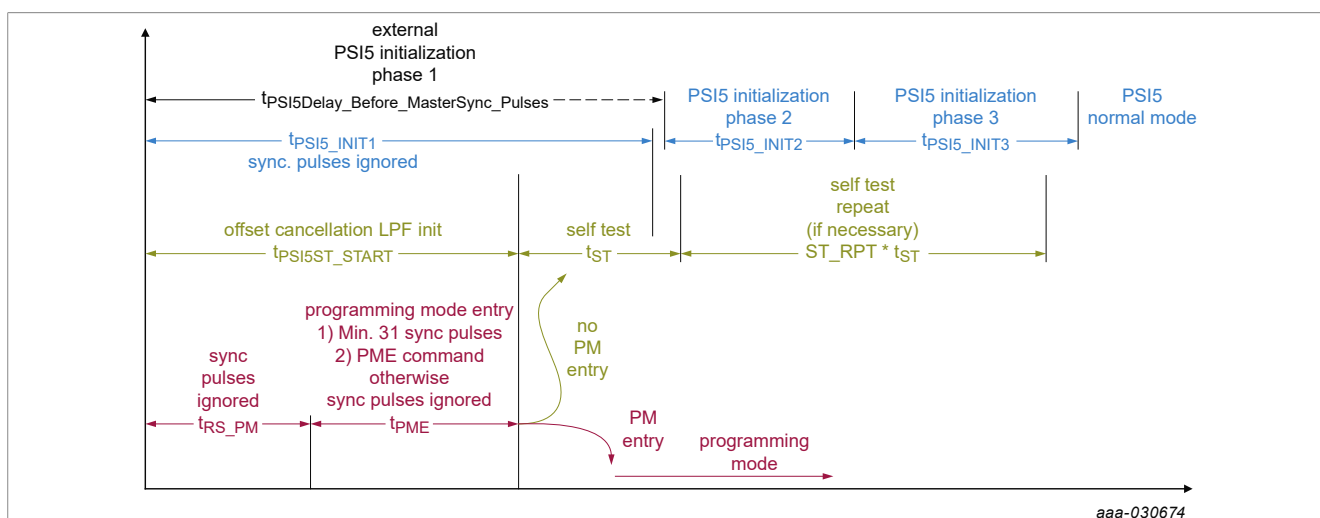 external
PSI5 initialization
phase 1
tPSI5Delay_Before_MasterSync_Pulses
PSI5 initialization
phase 2
tPSI5_INIT2
PSI5 initialization
phase 3
tPSI5_INIT3
PSI5
normal mode
tPSI5_INIT1
sync. pulses ignored
offset cancellation LPF init
tPSI5ST_START
self test
tST
self test
repeat
(if necessary)
ST_RPT * tST
sync
pulses
ignored
tRS_PM
programming mode entry
1) Min. 31 sync pulses
2) PME command
otherwise
sync pulses ignored
tPME
no
PM
entry
PM
entry
programming
mode
aaa-030674